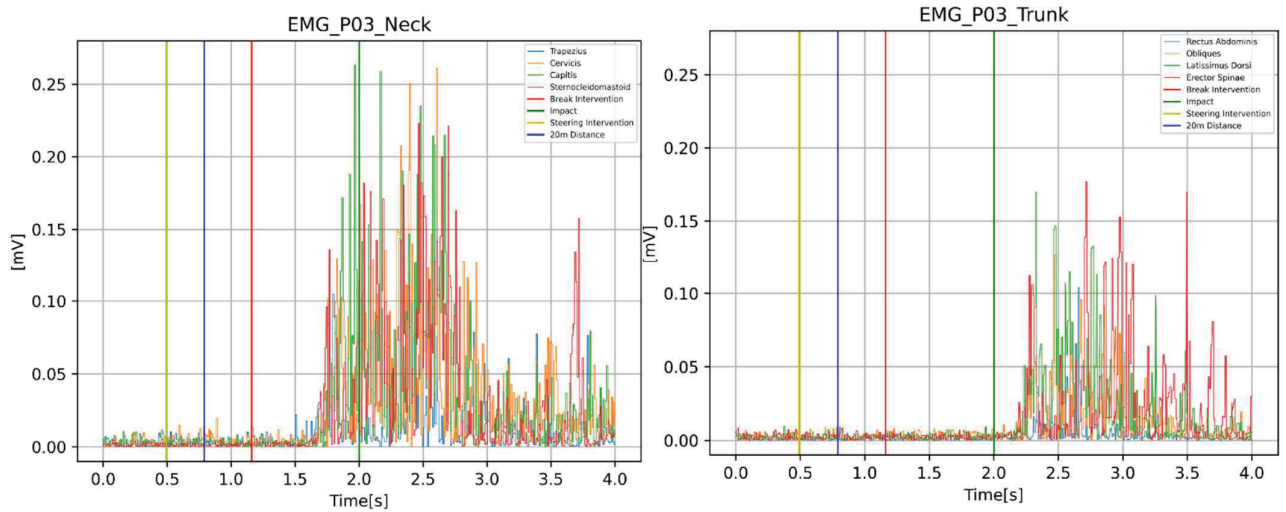 EMG_P03_Neck
Trapezius
Cervicis
Capitis
Sternocleidomastoid
Break Intervention
Impact
Steering Intervention
20m Distance
[mV]
0.25
0.20
0.15
0.10
0.05
0.00
0.0 0.5 1.0 1.5 2.0 2.5 3.0 3.5 4.0
Time[s]
EMG_P03_Trunk
Rectus Abdominis
Obliques
Latissimus Dorsi
Erector Spinae
Break Intervention
Impact
Steering Intervention
20m Distance
[mV]
0.25
0.20
0.15
0.10
0.05
0.00
0.0 0.5 1.0 1.5 2.0 2.5 3.0 3.5 4.0
Time[s]